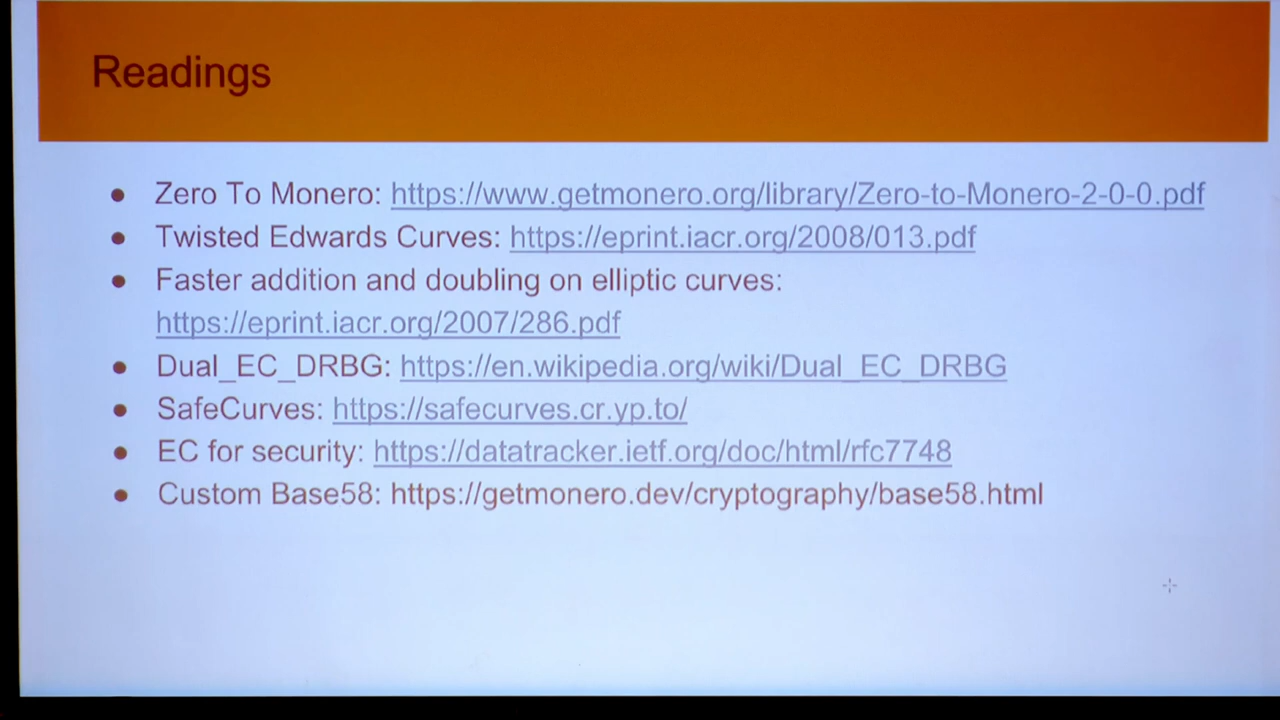 Readings
● Zero To Monero: https://www.getmonero.org/library/Zero-to-Monero-2-0-0.pdf
● Twisted Edwards Curves: https://eprint.iacr.org/2008/013.pdf
● Faster addition and doubling on elliptic curves:
https://eprint.iacr.org/2007/286.pdf
● Dual_EC_DRBG: https://en.wikipedia.org/wiki/Dual_EC_DRBG
● SafeCurves: https://safecurves.cr.yp.to/
● EC for security: https://datatracker.ietf.org/doc/html/rfc7748
● Custom Base58: https://getmonero.dev/cryptography/base58.html